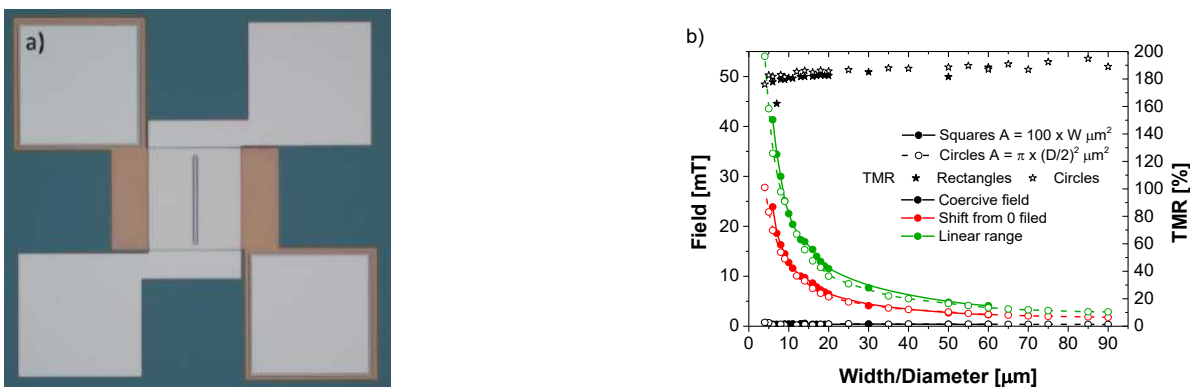 a)
b)
50
40
30
20
10
0
Field [mT]
200
180
160
140
120
100
80
60
40
20
0
TMR [%]
Squares A = 100 x W μm²
Circles A = π x (D/2)² μm²
TMR Rectangles Circles
Coercive field
Shift from 0 filed
Linear range
0 10 20 30 40 50 60 70 80 90
Width/Diameter [μm]